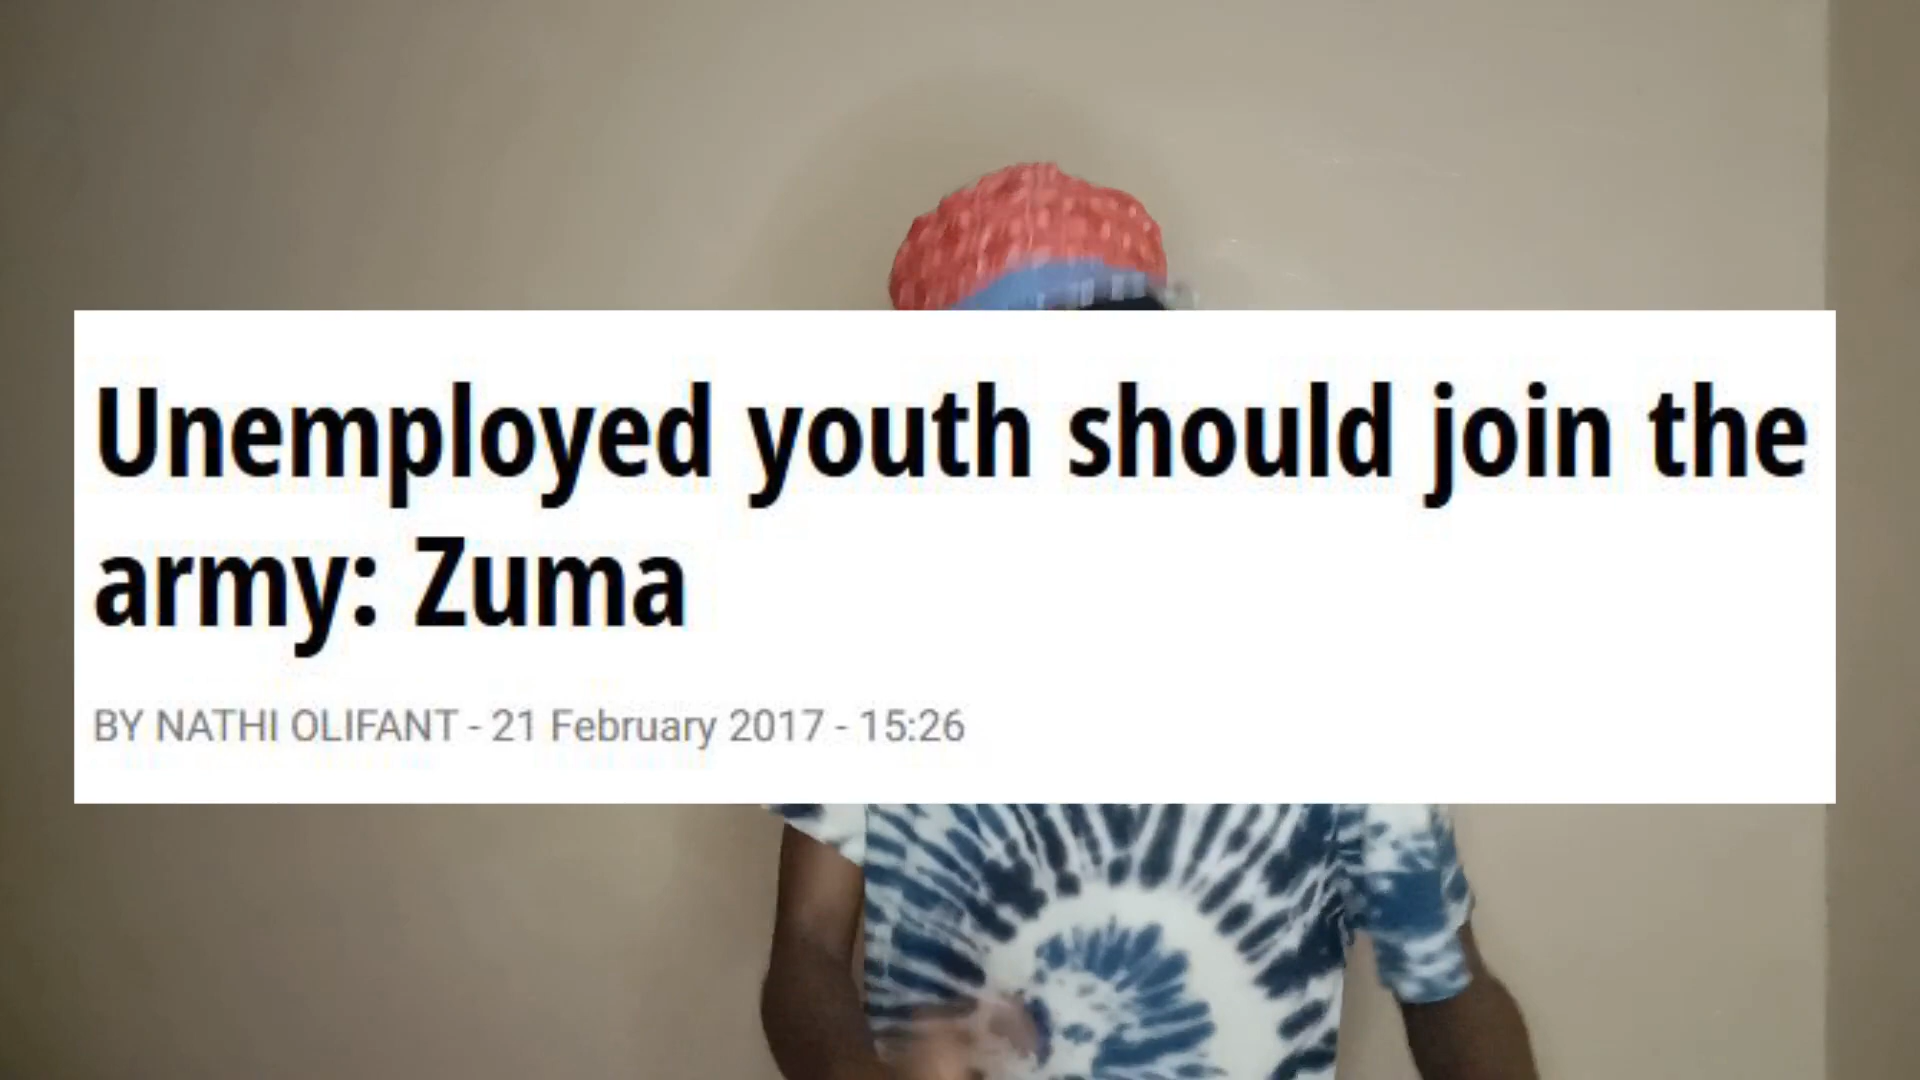 Unemployed youth should join the
army: Zuma
BY NATHI OLIFANT - 21 February 2017 - 15:26